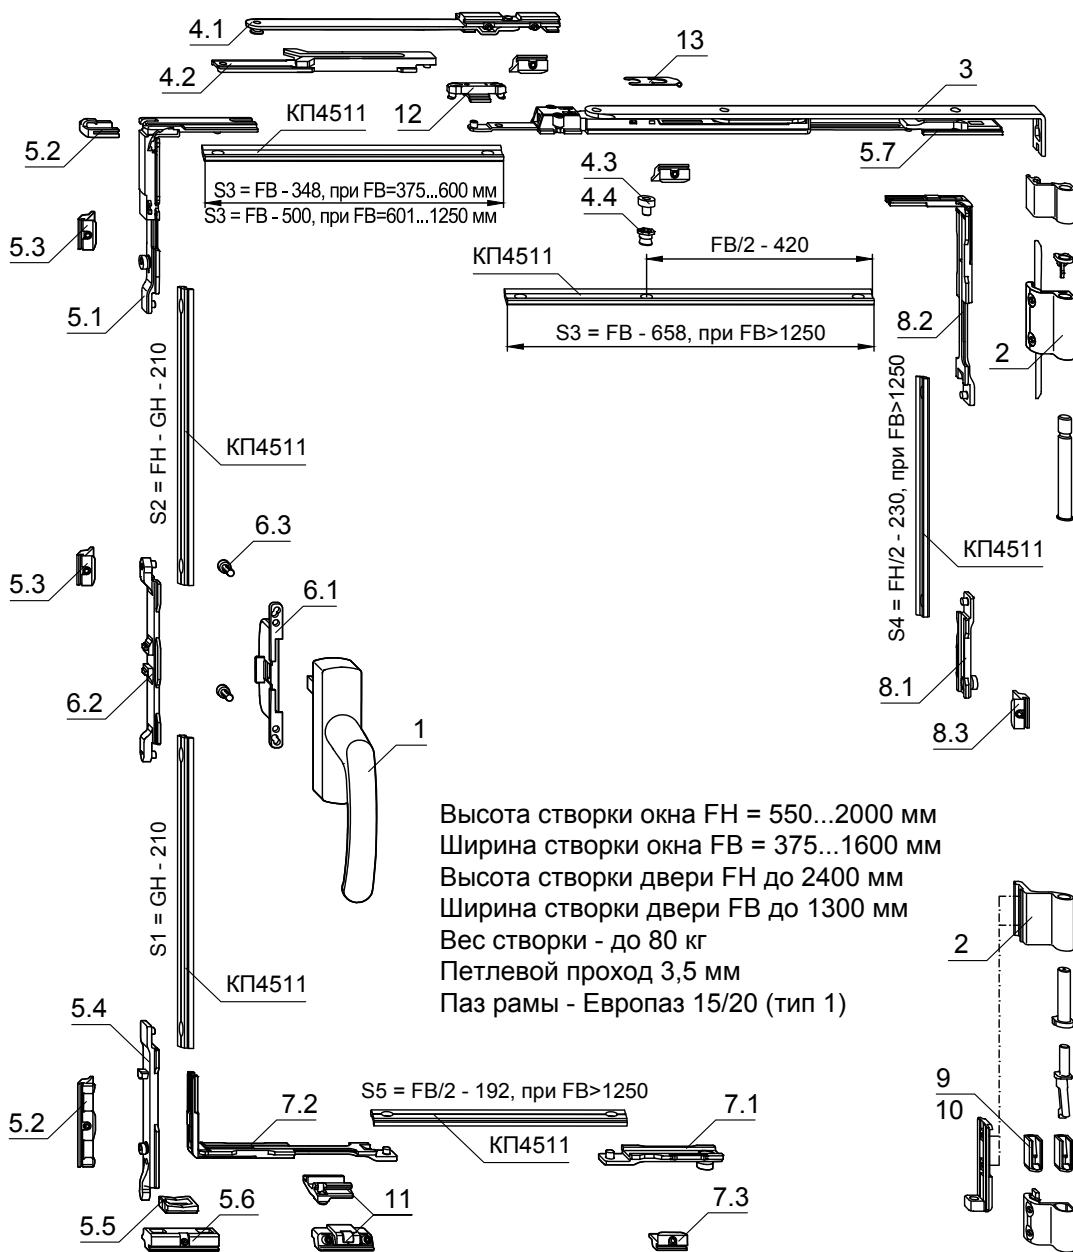 4.1
4.2
13
3
КП4511
12
5.2
5.7
S3 = FB - 348, при FB=375...600 мм
S3 = FB - 500, при FB=601...1250 мм
4.3
4.4
5.3
КП4511
FB/2 - 420
5.1
8.2
S3 = FB - 658, при FB>1250
2
S2 = FH - GH - 210
КП4511
S4 = FH/2 - 230, при FB>1250
КП4511
6.3
5.3
6.1
6.2
8.1
8.3
1
S1 = GH - 210
КП4511
Высота створки окна FH = 550...2000 мм
Ширина створки окна FB = 375...1600 мм
Высота створки двери FH до 2400 мм
Ширина створки двери FB до 1300 мм
Вес створки - до 80 кг
Петлевой проход 3,5 мм
Паз рамы - Европаз 15/20 (тип 1)
2
5.4
S5 = FB/2 - 192, при FB>1250
9
10
5.2
7.2
КП4511
7.1
5.5
5.6
11
7.3